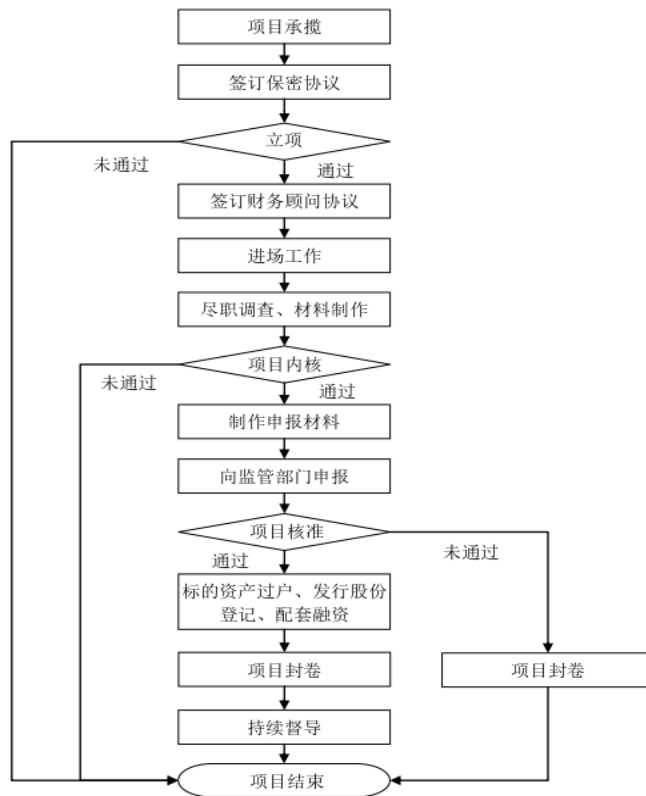 项目承揽
签订保密协议
立项
未通过
通过
签订财务顾问协议
进场工作
尽职调查、材料制作
项目内核
未通过
通过
制作申报材料
向监管部门申报
项目核准
通过
未通过
标的资产过户、发行股份
登记、配套融资
项目封卷
项目封卷
持续督导
项目结束